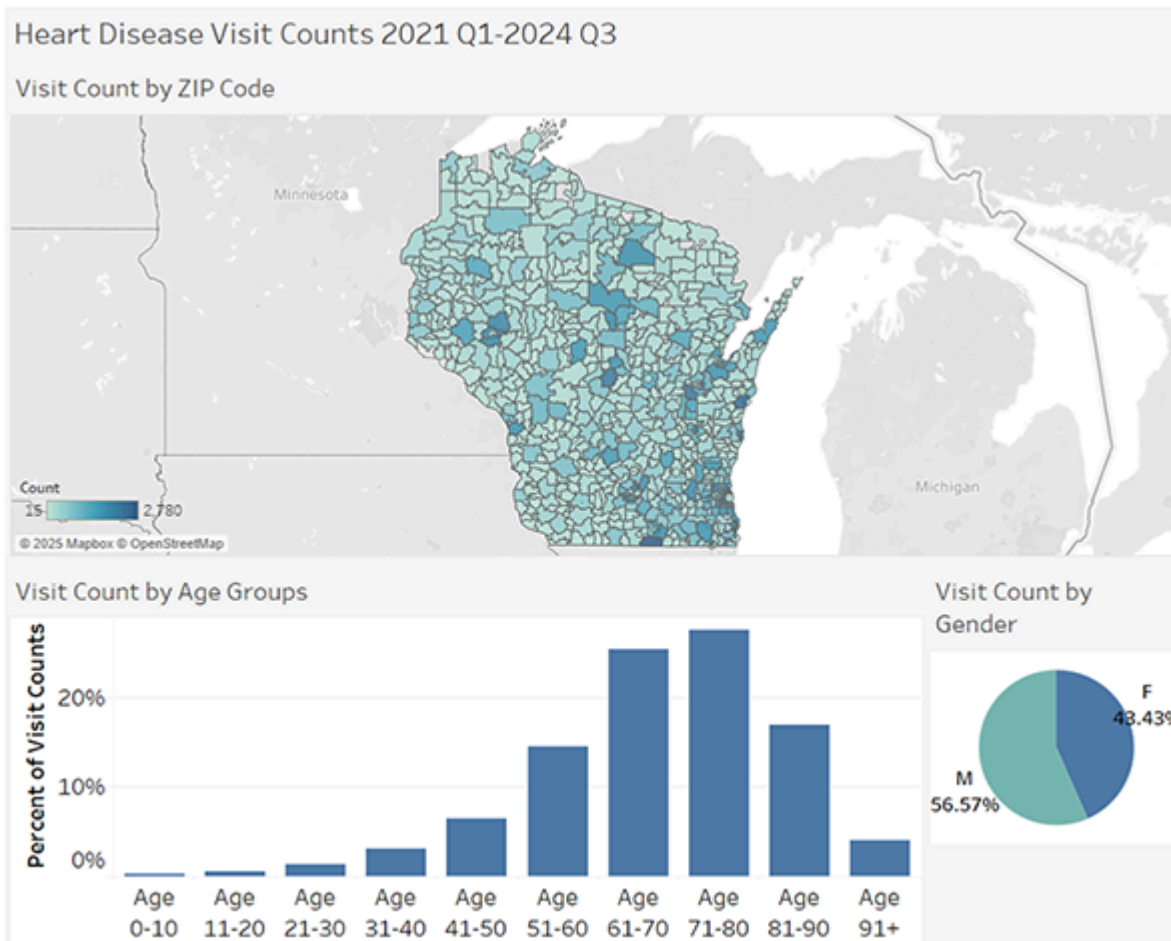 Heart Disease Visit Counts 2021 Q1-2024 Q3
Visit Count by ZIP Code
Minnesota
Michigan
Count
15 2,780
© 2025 Mapbox © OpenStreetMap
Visit Count by Age Groups
Percent of Visit Counts
20%
10%
0%
Age 0-10
Age 11-20
Age 21-30
Age 31-40
Age 41-50
Age 51-60
Age 61-70
Age 71-80
Age 81-90
Age 91+
Visit Count by
Gender
F
43.43%
M
56.57%